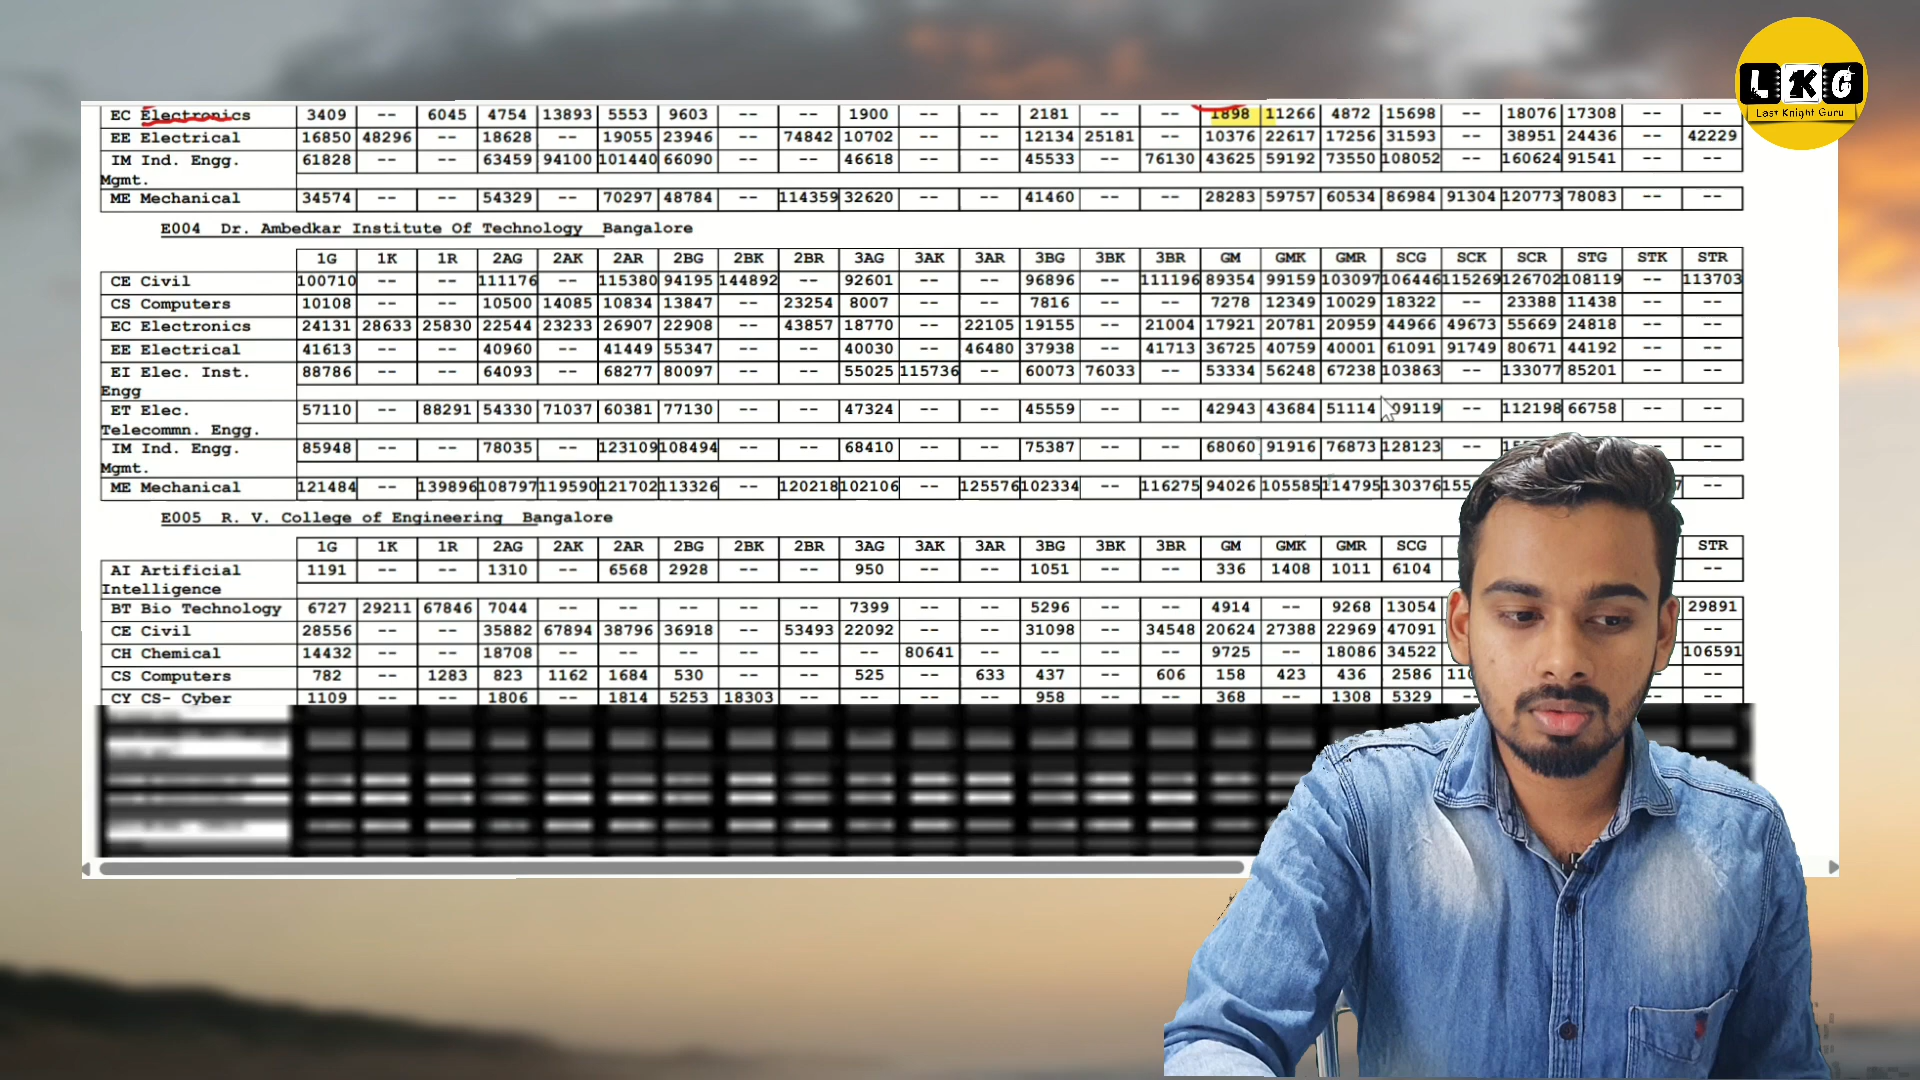 LKG
Last Knight Guru
EC Electronics 3409 -- 6045 4754 13893 5553 9603 -- -- 1900 -- -- 2181 -- -- 1898 11266 4872 15698 -- 18076 17308 -- --
EE Electrical 16850 48296 -- 18628 -- 19055 23946 -- 74842 10702 -- -- 12134 25181 -- 10376 22617 17256 31593 -- 38951 24436 -- 42229
IM Ind. Engg. 61828 -- -- 63459 94100 101440 66090 -- -- 46618 -- -- 45533 -- 76130 43625 59192 73550 108052 -- 160624 91541 -- --
Mgmt.
ME Mechanical 34574 -- -- 54329 -- 70297 48784 -- 114359 32620 -- -- 41460 -- -- 28283 59757 60534 86984 91304 120773 78083 -- --
E004 Dr. Ambedkar Institute Of Technology Bangalore
1G 1K 1R 2AG 2AK 2AR 2BG 2BK 2BR 3AG 3AK 3AR 3BG 3BK 3BR GM GMK GMR SCG SCK SCR STG STK STR
CE Civil 100710 -- -- 111176 -- 115380 94195 144892 -- 92601 -- -- 96896 -- 111196 89354 99159 103097 106446 115269 126702 108119 -- 113703
CS Computers 10108 -- -- 10500 14085 10834 13847 -- 23254 8007 -- -- 7816 -- -- 7278 12349 10029 18322 -- 23388 11438 -- --
EC Electronics 24131 28633 25830 22544 23233 26907 22908 -- 43857 18770 -- 22105 19155 -- 21004 17921 20781 20959 44966 49673 55669 24818 -- --
EE Electrical 41613 -- -- 40960 -- 41449 55347 -- -- 40030 -- 46480 37938 -- 41713 36725 40759 40001 61091 91749 80671 44192 -- --
EI Elec. Inst. 88786 -- -- 64093 -- 68277 80097 -- -- 55025 115736 -- 60073 76033 -- 53334 56248 67238 103863 -- 133077 85201 -- --
Engg
ET Elec. 57110 -- 88291 54330 71037 60381 77130 -- -- 47324 -- -- 45559 -- -- 42943 43684 51114 09119 -- 112198 66758 -- --
Telecommn. Engg.
IM Ind. Engg. 85948 -- -- 78035 -- 123109 108494 -- -- 68410 -- -- 75387 -- -- 68060 91916 76873 128123 --
Mgmt.
ME Mechanical 121484 -- 139896 108797 119590 121702 113326 -- 120218 102106 -- 125576 102334 -- 116275 94026 105585 114795 130376 155 --
E005 R. V. College of Engineering Bangalore
1G 1K 1R 2AG 2AK 2AR 2BG 2BK 2BR 3AG 3AK 3AR 3BG 3BK 3BR GM GMK GMR SCG STR
AI Artificial 1191 -- -- 1310 -- 6568 2928 -- -- 950 -- -- 1051 -- -- 336 1408 1011 6104 --
Intelligence
BT Bio Technology 6727 29211 67846 7044 -- -- -- -- -- 7399 -- -- 5296 -- -- 4914 -- 9268 13054 29891
CE Civil 28556 -- -- 35882 67894 38796 36918 -- 53493 22092 -- -- 31098 -- 34548 20624 27388 22969 47091 --
CH Chemical 14432 -- -- 18708 -- -- -- -- -- -- 80641 -- -- -- -- 9725 -- 18086 34522 106591
CS Computers 782 -- 1283 823 1162 1684 530 -- -- 525 -- 633 437 -- 606 158 423 436 2586 110 --
CY CS- Cyber 1109 -- -- 1806 -- 1814 5253 18303 -- -- -- -- 958 -- -- 368 -- 1308 5329 --